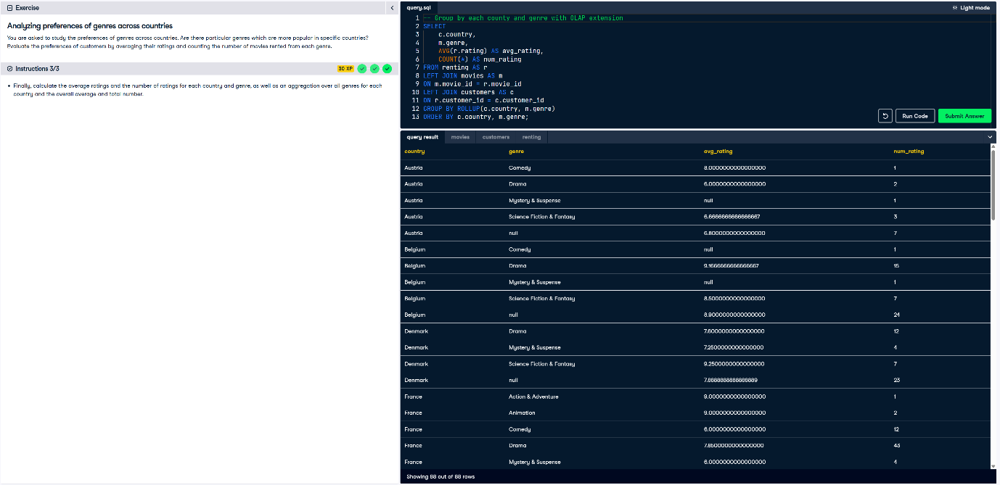 Exercise
Analyzing preferences of genres across countries
You are asked to study the preferences of genres across countries. Are there particular genres which are more popular in specific countries?
Evaluate the preferences of customers by averaging their ratings and counting the number of movies rented from each genre.
Instructions 3/3
30 XP
• Finally, calculate the average ratings and the number of ratings for each country and genre, as well as an aggregation over all genres for each
country and the overall average and total number.
query.sql
Light mode
1 -- Group by each county and genre with OLAP extension
2 SELECT
3 c.country,
4 m.genre,
5 AVG(r.rating) AS avg_rating,
6 COUNT(*) AS num_rating
7 FROM renting AS r
8 LEFT JOIN movies AS m
9 ON m.movie_id = r.movie_id
10 LEFT JOIN customers AS c
11 ON r.customer_id = c.customer_id
12 GROUP BY ROLLUP(c.country, m.genre)
13 ORDER BY c.country, m.genre;
Run Code
Submit Answer
query result movies customers renting
country genre avg_rating num_rating
Austria Comedy 8.0000000000000000 1
Austria Drama 6.0000000000000000 2
Austria Mystery & Suspense null 1
Austria Science Fiction & Fantasy 6.6666666666666667 3
Austria null 6.8000000000000000 7
Belgium Comedy null 1
Belgium Drama 9.1666666666666667 15
Belgium Mystery & Suspense null 1
Belgium Science Fiction & Fantasy 8.5000000000000000 7
Belgium null 8.9000000000000000 24
Denmark Drama 7.6000000000000000 12
Denmark Mystery & Suspense 7.2500000000000000 4
Denmark Science Fiction & Fantasy 9.2500000000000000 7
Denmark null 7.8888888888888889 23
France Action & Adventure 9.0000000000000000 1
France Animation 9.0000000000000000 2
France Comedy 6.0000000000000000 12
France Drama 7.8500000000000000 43
France Mystery & Suspense 6.0000000000000000 4
Showing 88 out of 88 rows